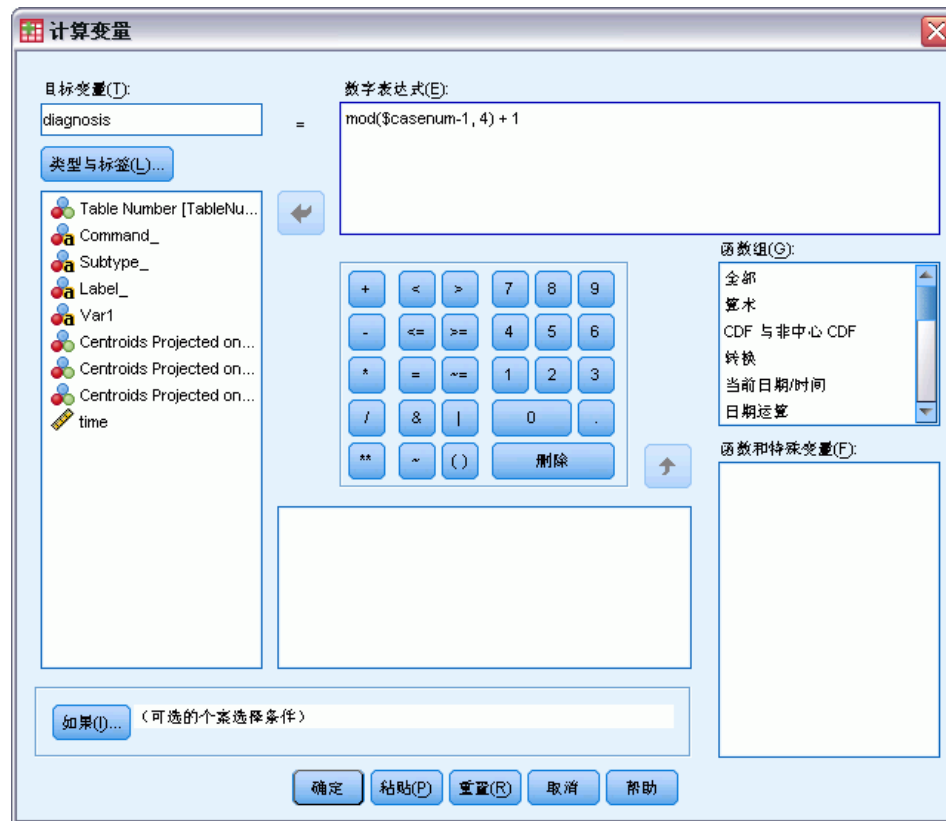 计算变量
目标变量(T):
diagnosis
=
数字表达式(E):
mod($casenum-1, 4) + 1
类型与标签(L)...
Table Number [TableNu...
Command_
Subtype_
Label_
Var1
Centroids Projected on...
Centroids Projected on...
Centroids Projected on...
time
+ < > 7 8 9
- <= >= 4 5 6
* = ~= 1 2 3
/ & | 0 .
** ~ ( ) 删除
函数组(G):
全部
算术
CDF 与非中心 CDF
转换
当前日期/时间
日期运算
函数和特殊变量(F):
如果(I)...
（可选的个案选择条件）
确定
粘贴(P)
重置(R)
取消
帮助